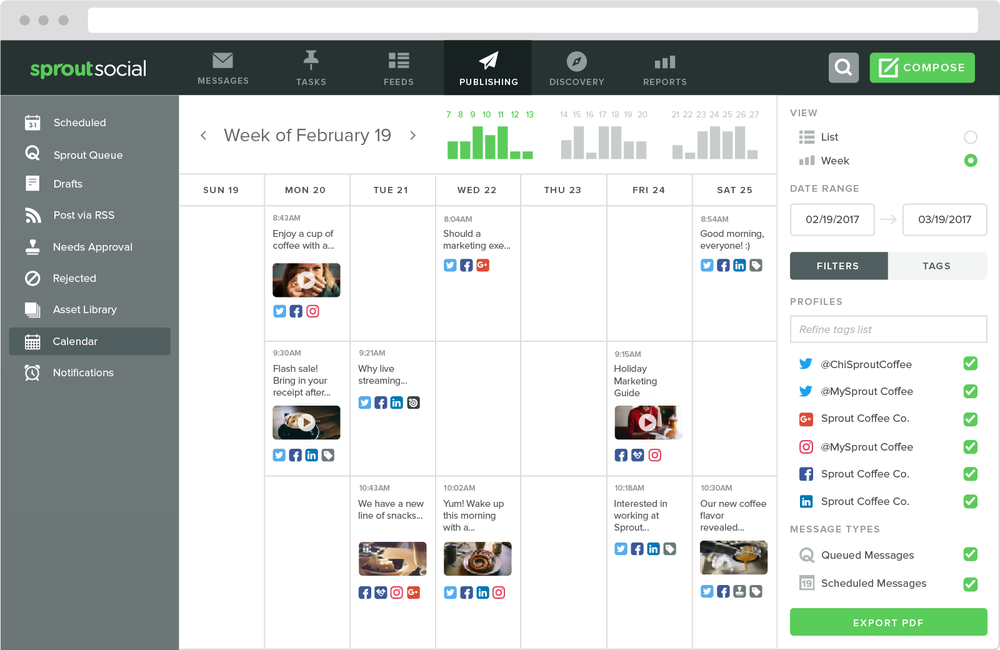 sproutsocial
MESSAGES
TASKS
FEEDS
PUBLISHING
DISCOVERY
REPORTS
COMPOSE
31
Scheduled
Sprout Queue
Drafts
Post via RSS
Needs Approval
Rejected
Asset Library
Calendar
Notifications
Week of February 19
7 8 9 10 11 12 13
14 15 16 17 18 19 20
21 22 23 24 25 26 27
SUN 19
MON 20
TUE 21
WED 22
THU 23
FRI 24
SAT 25
8:43AM
Enjoy a cup of
coffee with a...
8:04AM
Should a
marketing exe...
G+
8:54AM
Good morning,
everyone! :)
in
9:30AM
Flash sale!
Bring in your
receipt after...
in
9:21AM
Why live
streaming...
in
9:15AM
Holiday
Marketing
Guide
10:43AM
We have a new
line of snacks...
G+
10:02AM
Yum! Wake up
this morning
with a...
in
10:18AM
Interested in
working at
Sprout...
in
10:30AM
Our new coffee
flavor
revealed...
VIEW
List
Week
DATE RANGE
02/19/2017
03/19/2017
FILTERS
TAGS
PROFILES
Refine tags list
@ChiSproutCoffee
@MySprout Coffee
G+ Sprout Coffee Co.
@MySprout Coffee
Sprout Coffee Co.
in Sprout Coffee Co.
MESSAGE TYPES
Queued Messages
19 Scheduled Messages
EXPORT PDF